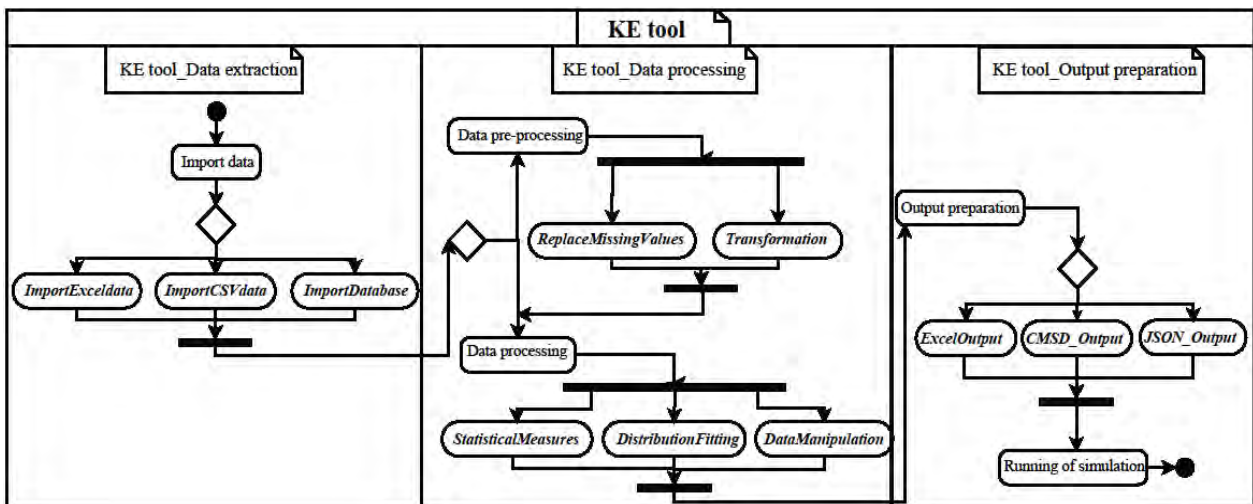 KE tool
KE tool_Data extraction
Import data
ImportExceldata
ImportCSVdata
ImportDatabase
KE tool_Data processing
Data pre-processing
ReplaceMissingValues
Transformation
Data processing
StatisticalMeasures
DistributionFitting
DataManipulation
KE tool_Output preparation
Output preparation
ExcelOutput
CMSD_Output
JSON_Output
Running of simulation